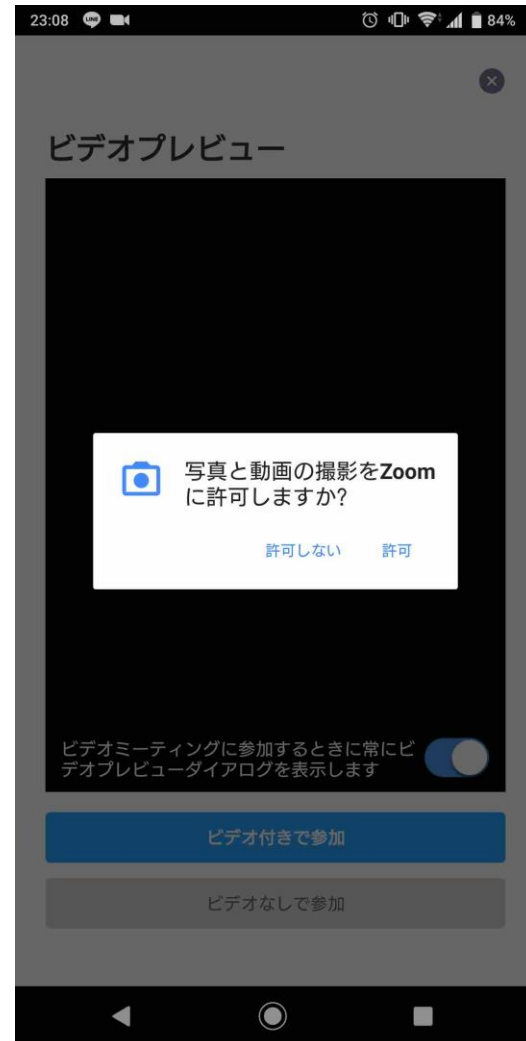 23:08 LINE 84%
ビデオプレビュー
写真と動画の撮影をZoom
に許可しますか?
許可しない 許可
ビデオミーティングに参加するときに常にビ
デオプレビューダイアログを表示します
ビデオ付きで参加
ビデオなしで参加